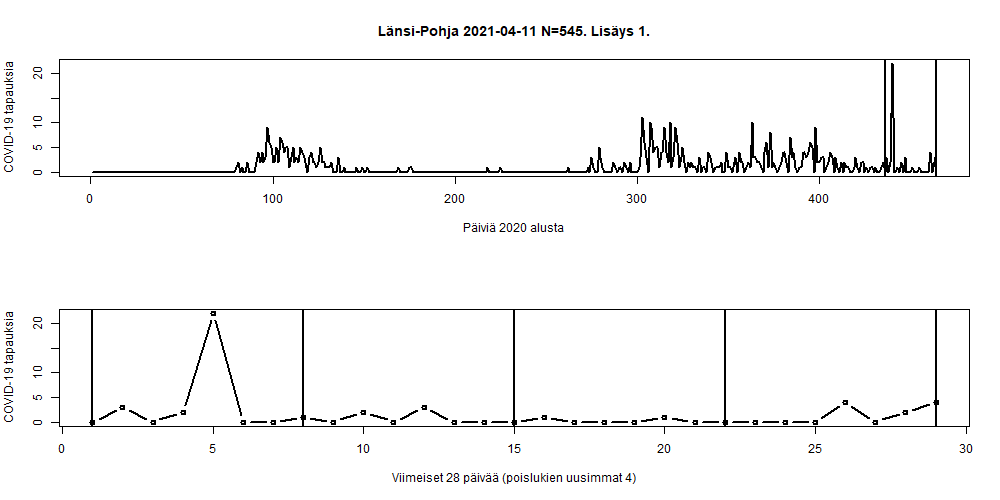 Länsi-Pohja 2021-04-11 N=545. Lisäys 1.
COVID-19 tapauksia
0 5 10 20
0 100 200 300 400
Päiviä 2020 alusta
COVID-19 tapauksia
0 5 10 20
0 5 10 15 20 25 30
Viimeiset 28 päivää (poislukien uusimmat 4)